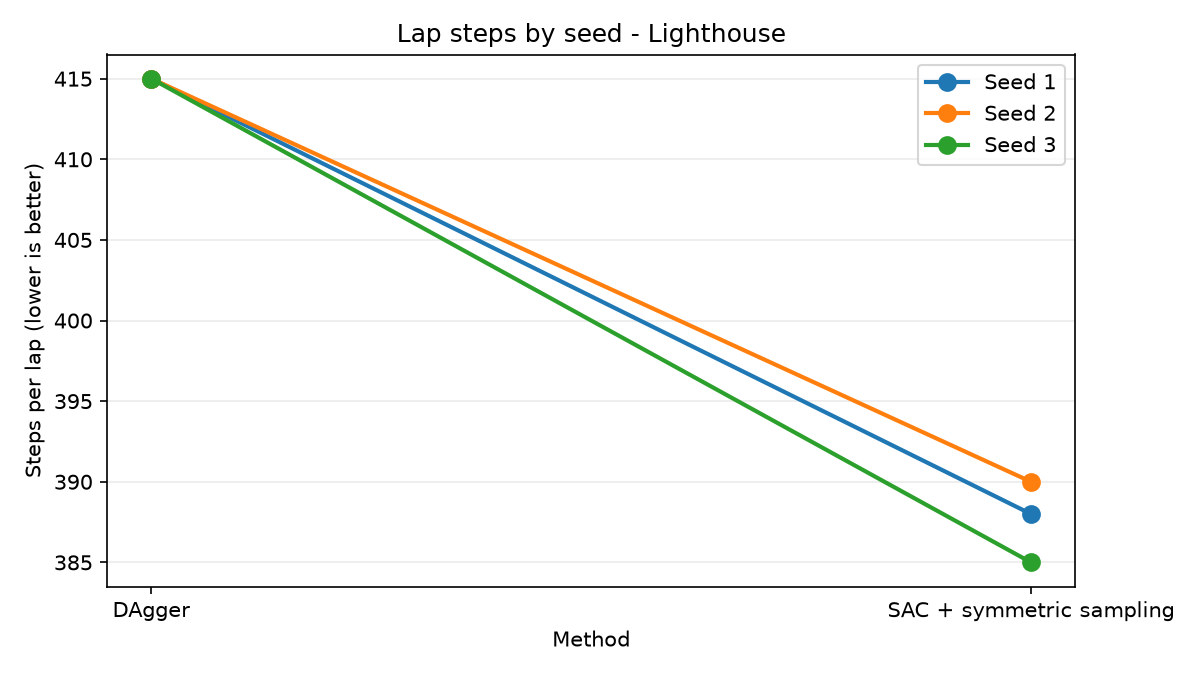 Lap steps by seed - Lighthouse
Steps per lap (lower is better)
415
410
405
400
395
390
385
Seed 1
Seed 2
Seed 3
DAgger
SAC + symmetric sampling
Method